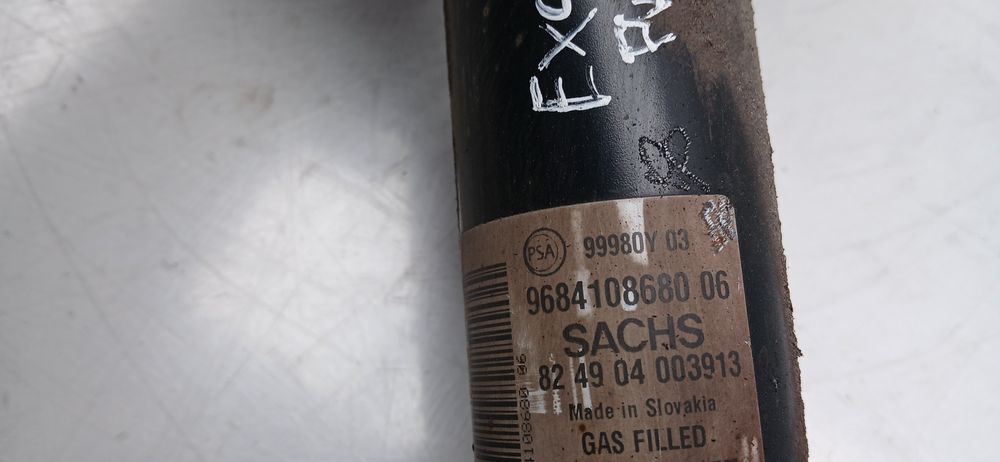 PSA 99980Y 03
9684108680 06
SACHS
82 49 04 003913
Made in Slovakia
GAS FILLED